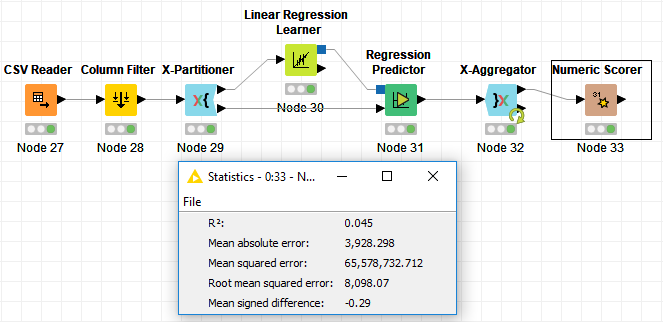 Linear Regression
Learner
CSV Reader
Column Filter
X-Partitioner
Regression
Predictor
X-Aggregator
Numeric Scorer
Node 30
Node 27
Node 28
Node 29
Node 31
Node 32
Node 33
Statistics - 0:33 - N...
File
R²: 0.045
Mean absolute error: 3,928.298
Mean squared error: 65,578,732.712
Root mean squared error: 8,098.07
Mean signed difference: -0.29